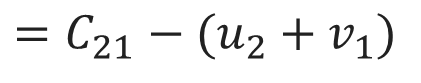 = C₂₁ − (u₂ + v₁)